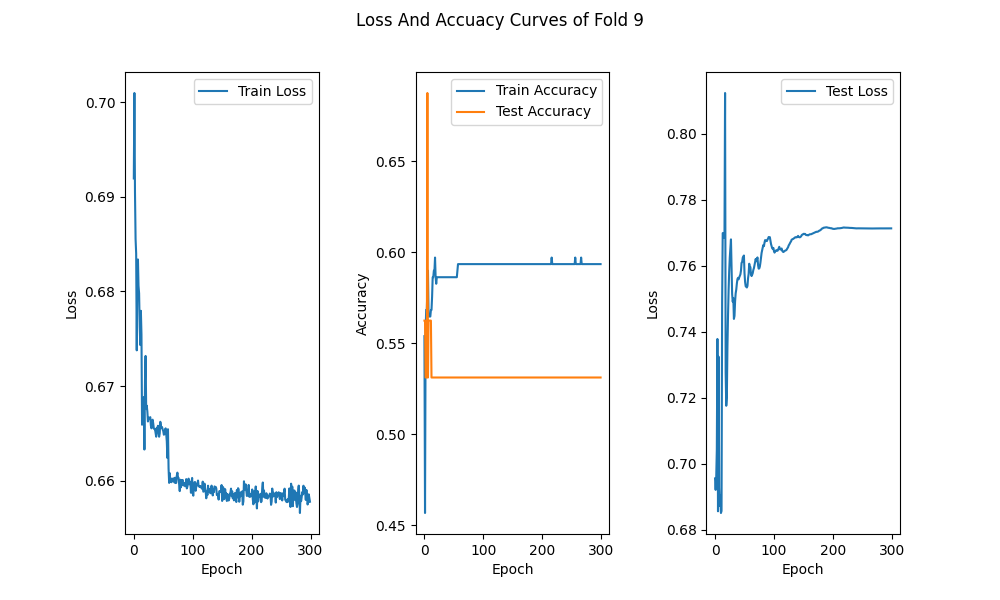 Loss And Accuacy Curves of Fold 9
Train Loss
0.70
0.69
0.68
0.67
0.66
Loss
0 100 200 300
Epoch
Train Accuracy
Test Accuracy
0.65
0.60
0.55
0.50
0.45
Accuracy
0 100 200 300
Epoch
Test Loss
0.80
0.78
0.76
0.74
0.72
0.70
0.68
Loss
0 100 200 300
Epoch